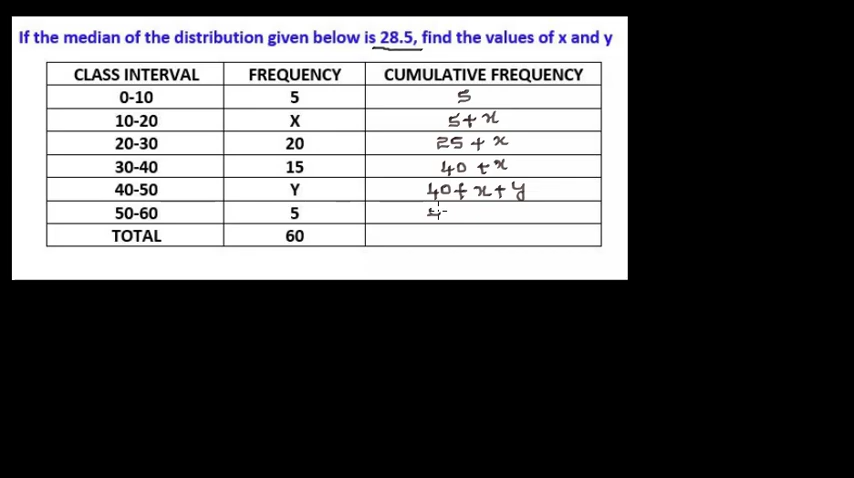 If the median of the distribution given below is 28.5, find the values of x and y
CLASS INTERVAL FREQUENCY CUMULATIVE FREQUENCY
0-10 5 5
10-20 X 5+x
20-30 20 25+x
30-40 15 40+x
40-50 Y 40+x+y
50-60 5 4
TOTAL 60